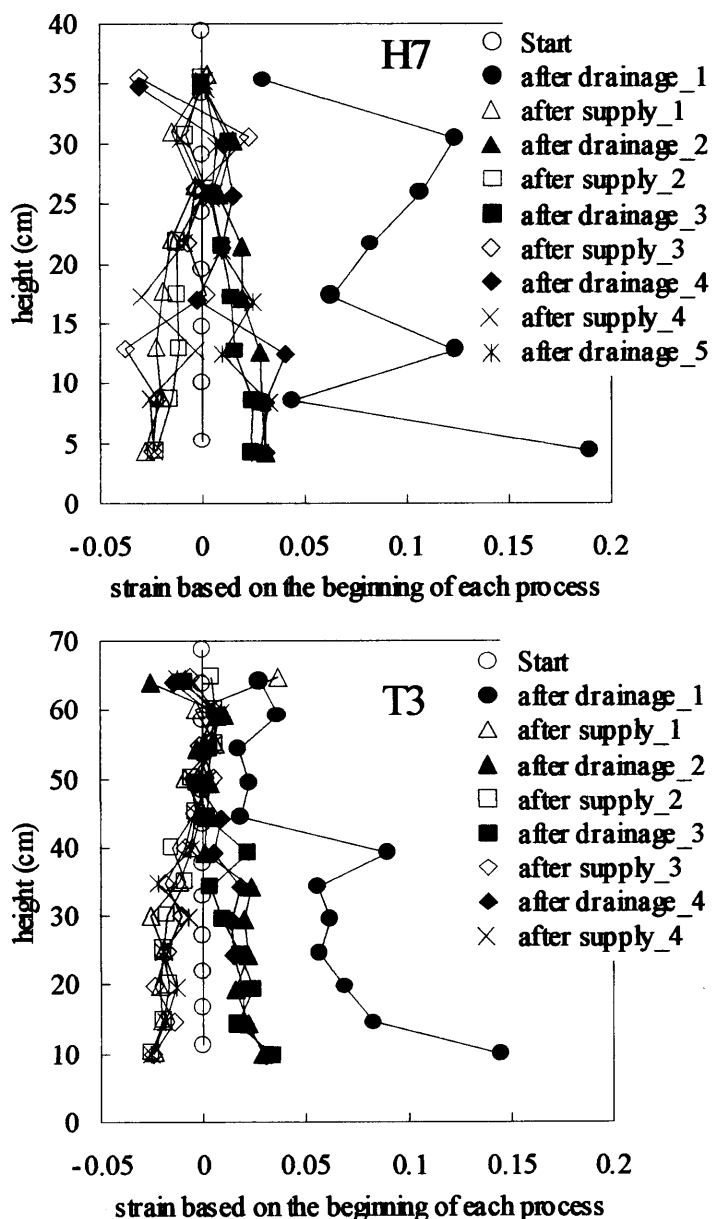 H7
40
35
30
25
20
15
10
5
0
height (cm)
-0.05 0 0.05 0.1 0.15 0.2
strain based on the beginning of each process
Start
after drainage_1
after supply_1
after drainage_2
after supply_2
after drainage_3
after supply_3
after drainage_4
after supply_4
after drainage_5
T3
70
60
50
40
30
20
10
0
height (cm)
-0.05 0 0.05 0.1 0.15 0.2
strain based on the beginning of each process
Start
after drainage_1
after supply_1
after drainage_2
after supply_2
after drainage_3
after supply_3
after drainage_4
after supply_4